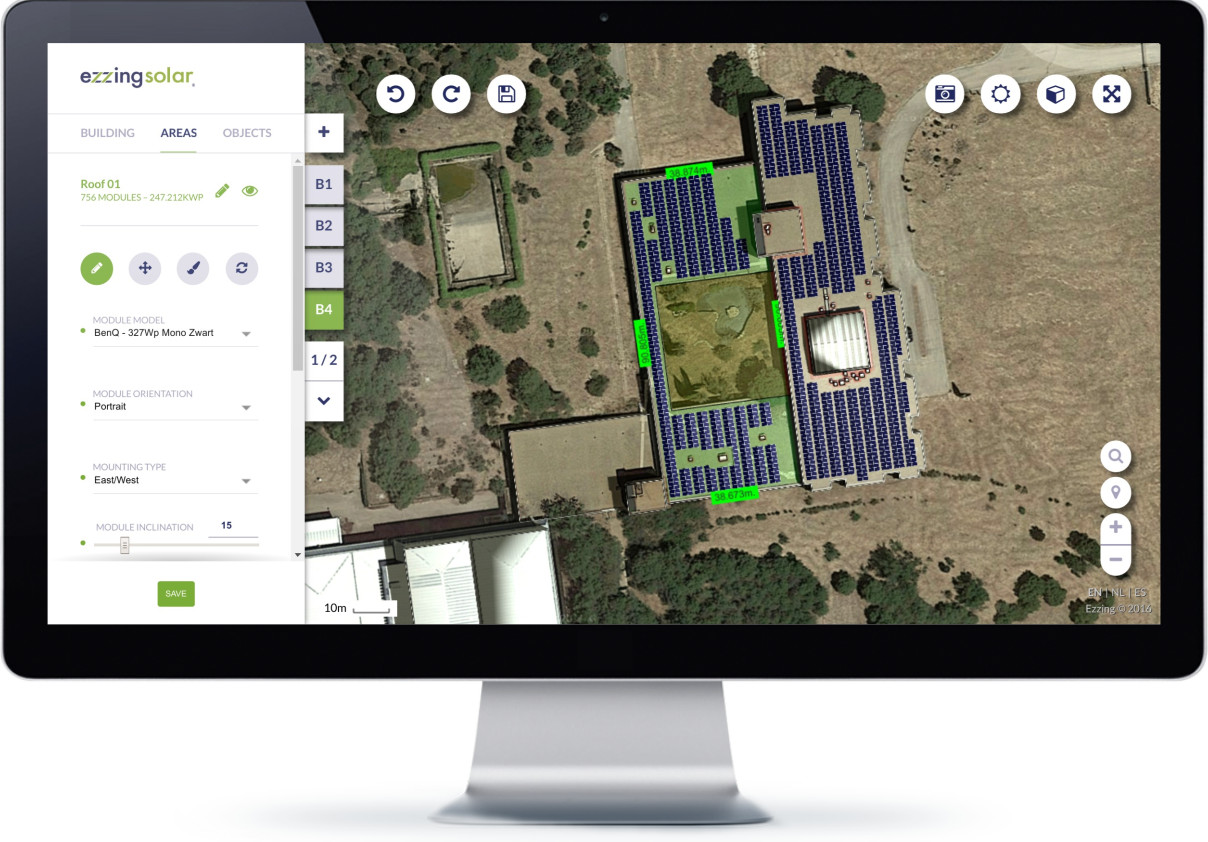 ezzingsolar
BUILDING AREAS OBJECTS
Roof 01
756 MODULES – 247.212KWP
MODULE MODEL
BenQ - 327Wp Mono Zwart
MODULE ORIENTATION
Portrait
MOUNTING TYPE
East/West
MODULE INCLINATION 15
SAVE
+
B1
B2
B3
B4
1 / 2
38.874m.
38.673m.
10m
+
−
EN | NL | ES
Ezzing © 2016